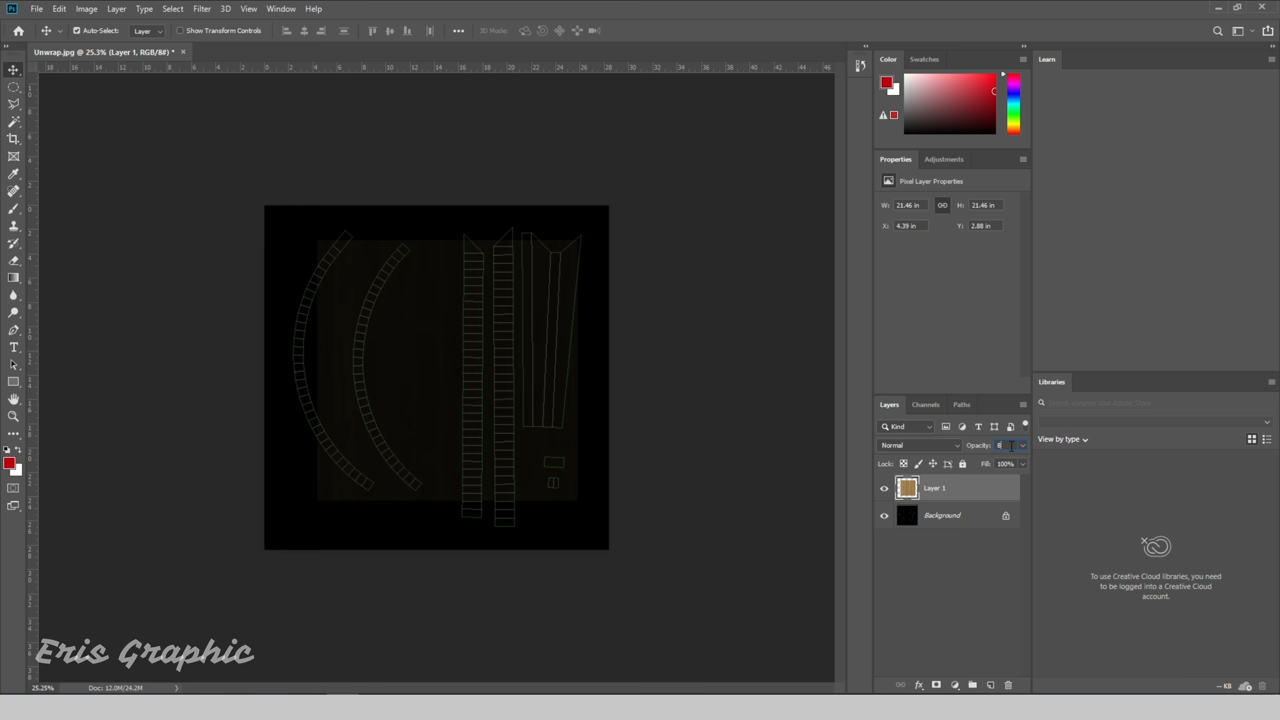 Ps File Edit Image Layer Type Select Filter 3D View Window Help
Auto-Select: Layer Show Transform Controls 3D Mode:
Unwrap.jpg @ 25.3% (Layer 1, RGB/8#) *
Color Swatches
Learn
Properties Adjustments
Pixel Layer Properties
W: 21.46 in H: 21.46 in
X: 4.39 in Y: 2.88 in
Libraries
View by type
Layers Channels Paths
Kind
Normal Opacity:
Lock: Fill: 100%
Layer 1
Background
To use Creative Cloud libraries, you need
to be logged into a Creative Cloud
account.
Eris Graphic
25.25% Doc: 12.0M/24.2M
-- KB